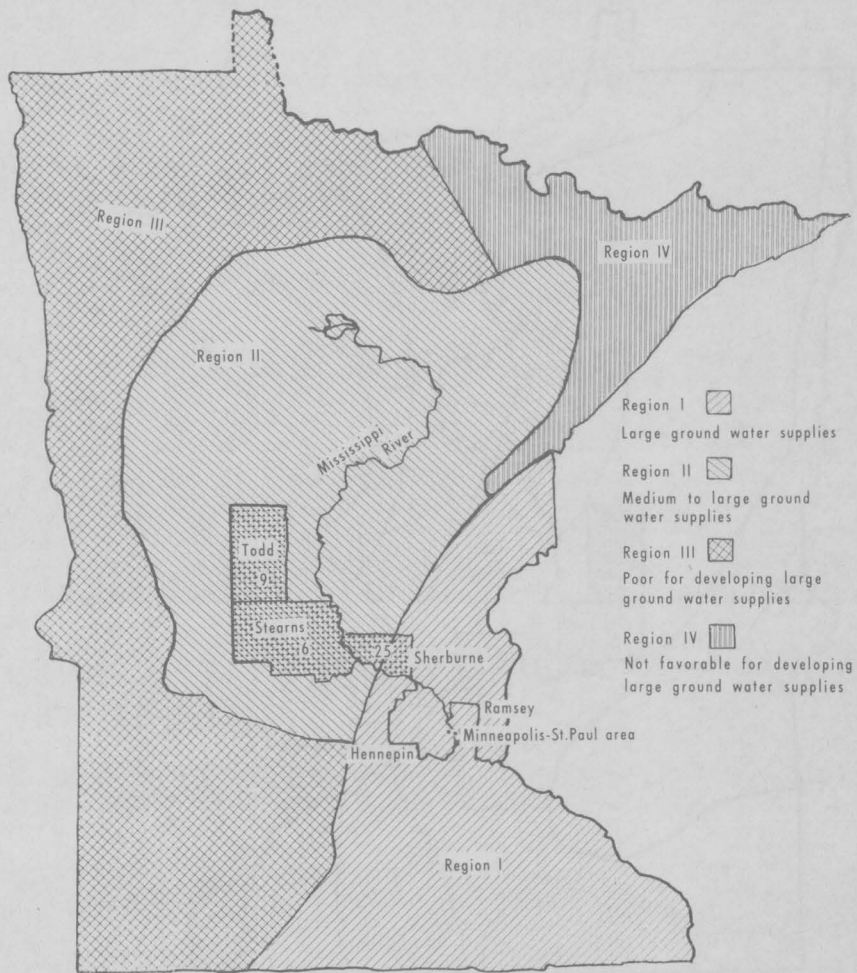 Region III
Region IV
Region II
Mississippi
River
Region I
Large ground water supplies
Region II
Medium to large ground
water supplies
Region III
Poor for developing large
ground water supplies
Region IV
Not favorable for developing
large ground water supplies
Todd
9
Stearns
6
25
Sherburne
Ramsey
Minneapolis-St.Paul area
Hennepin
Region I